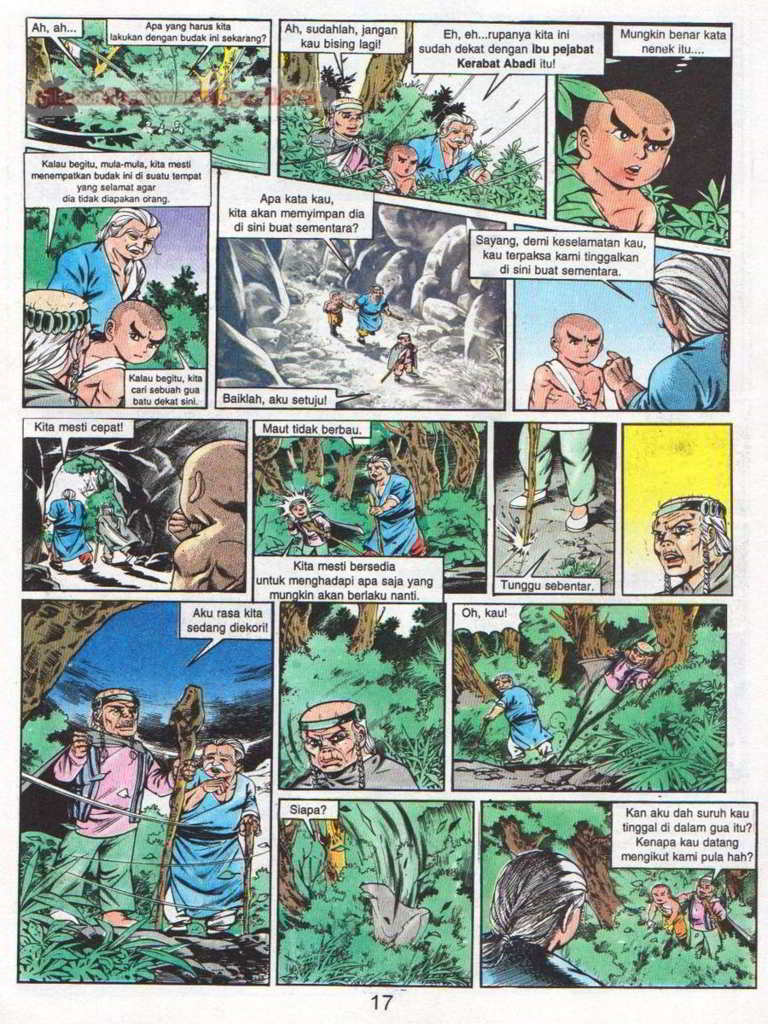 Ah, ah...
Apa yang harus kita
lakukan dengan budak ini sekarang?
Ah, sudahlah, jangan
kau bising lagi!
Eh, eh...rupanya kita ini
sudah dekat dengan Ibu pejabat
Kerabat Abadi itu!
Mungkin benar kata
nenek itu....
Kalau begitu, mula-mula, kita mesti
menempatkan budak ini di suatu tempat
yang selamat agar
dia tidak diapakan orang.
Kalau begitu, kita
cari sebuah gua
batu dekat sini.
Apa kata kau,
kita akan menyimpan dia
di sini buat sementara?
Baiklah, aku setuju!
Sayang, demi keselamatan kau,
kau terpaksa kami tinggalkan
di sini buat sementara.
Kita mesti cepat!
Maut tidak berbau.
Kita mesti bersedia
untuk menghadapi apa saja yang
mungkin akan berlaku nanti.
Tunggu sebentar.
Aku rasa kita
sedang diekori!
Oh, kau!
Siapa?
Kan aku dah suruh kau
tinggal di dalam gua itu?
Kenapa kau datang
mengikut kami pula hah?
17